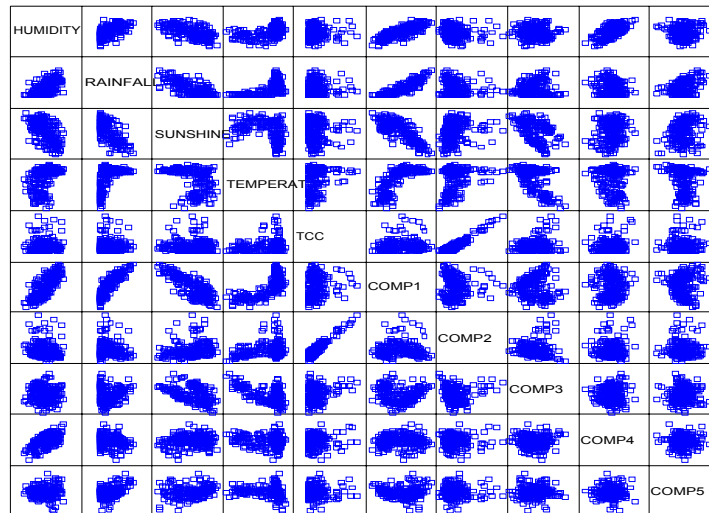 HUMIDITY
RAINFALL
SUNSHINE
TEMPERAT
TCC
COMP1
COMP2
COMP3
COMP4
COMP5